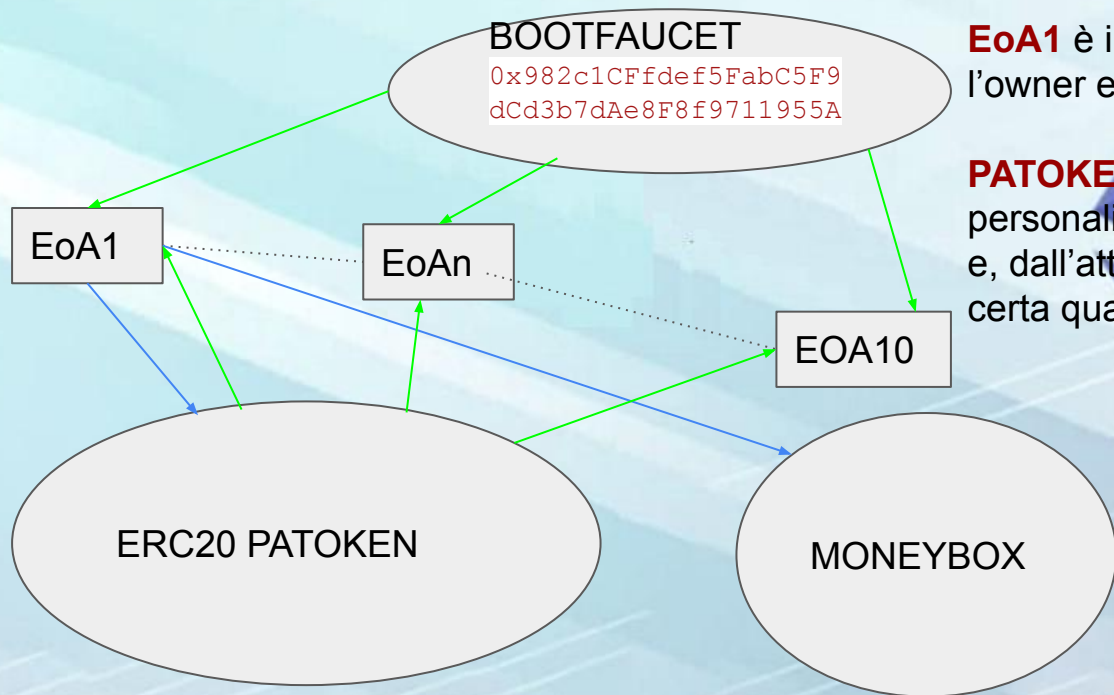 BOOTFAUCET
0x982c1CFfdef5FabC5F9
dCd3b7dAe8F8f9711955A
EoA1 è i
l’owner e
PATOKE
personali
e, dall’att
certa qua
EoA1
EoAn
EOA10
ERC20 PATOKEN
MONEYBOX